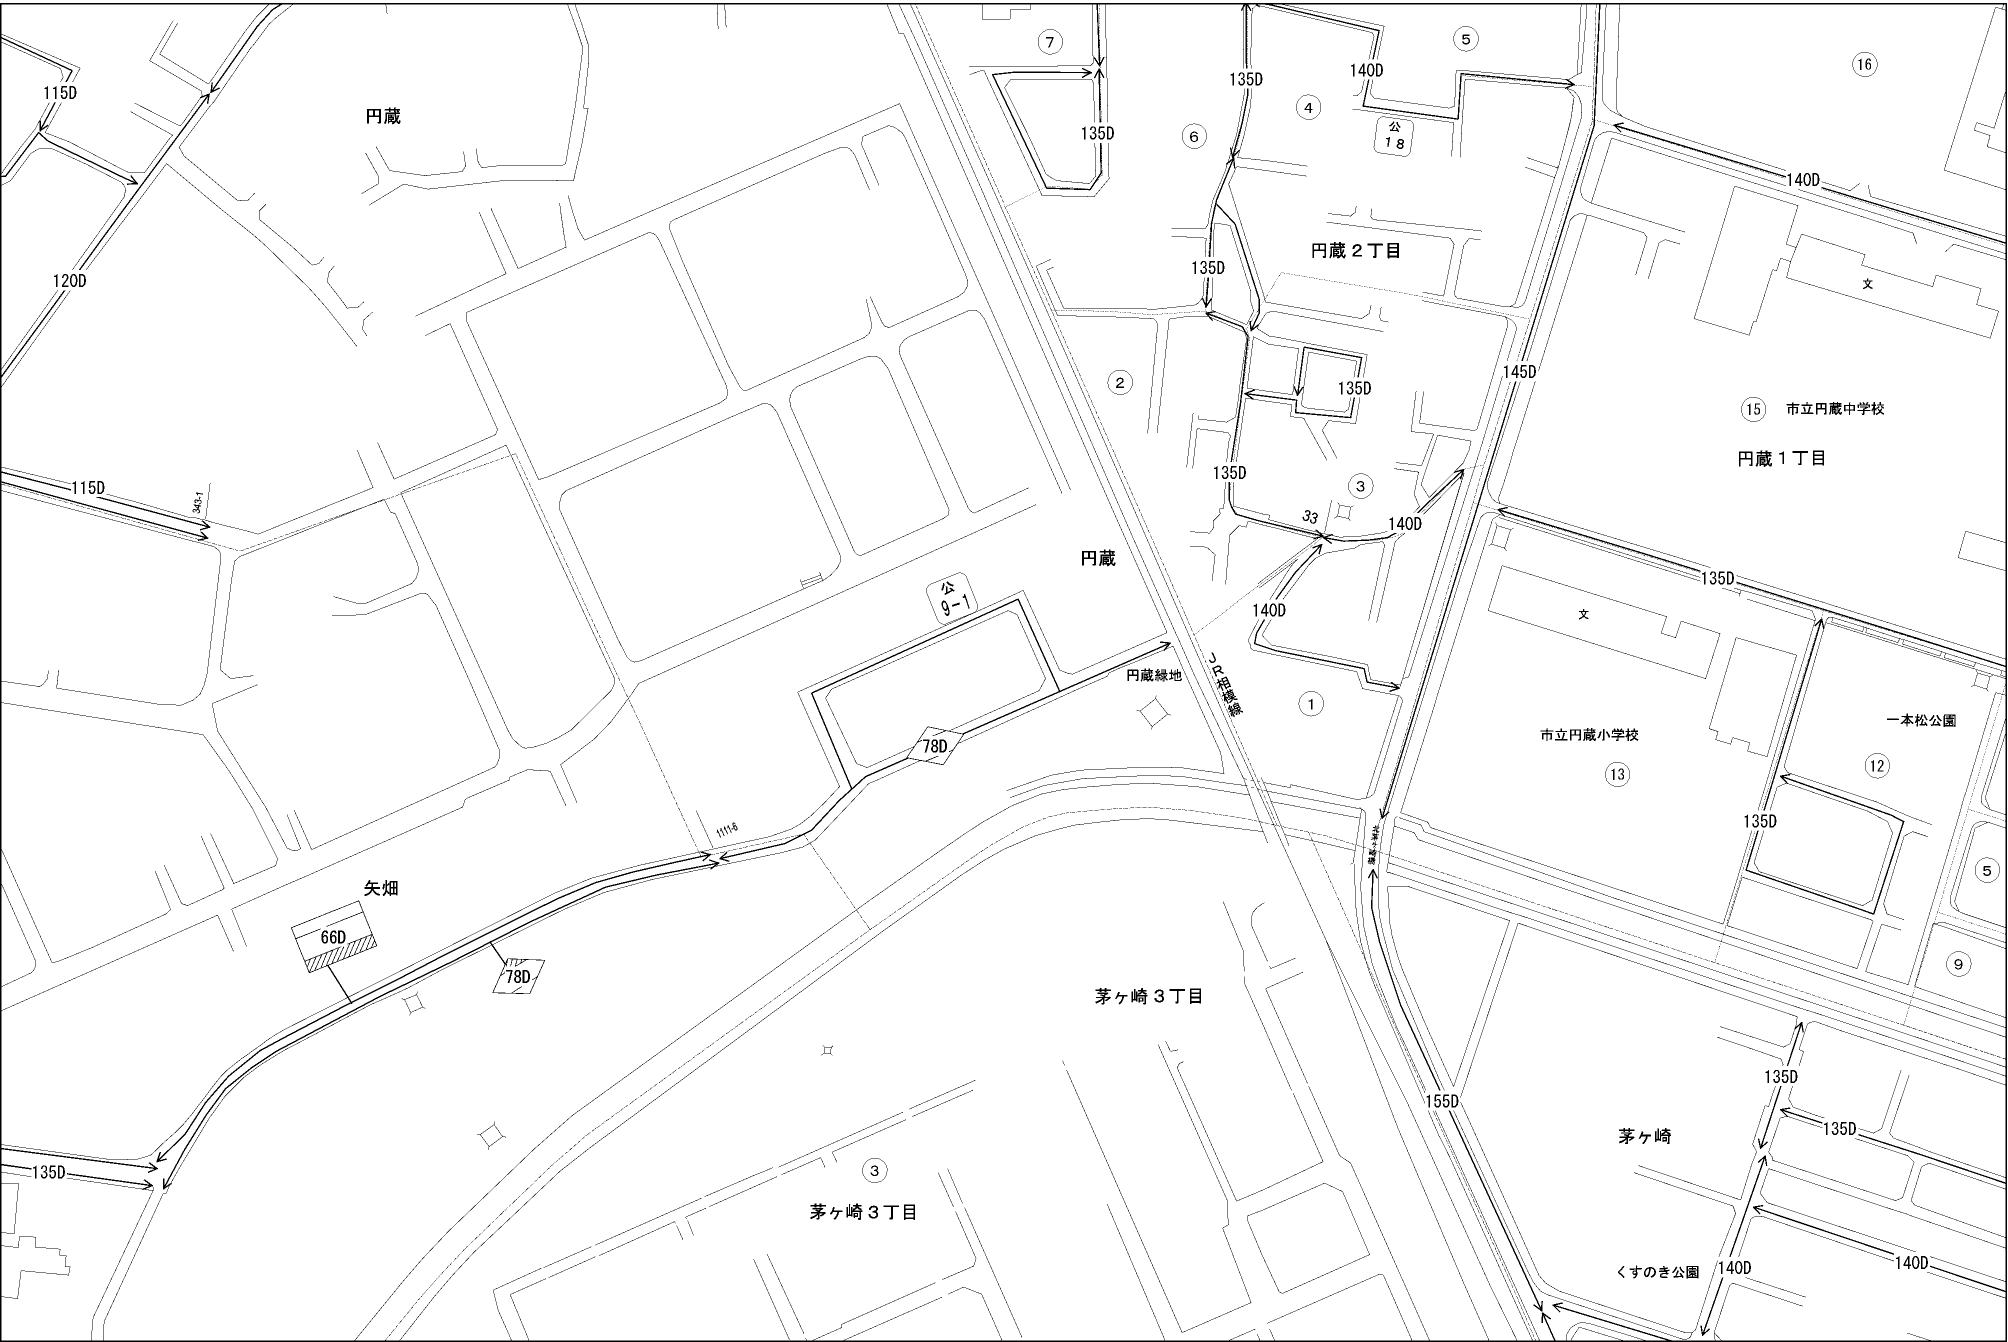 ⑦
⑤
⑯
115D
135D
140D
④
円蔵
公
18
135D
⑥
140D
円蔵２丁目
135D
120D
文
145D
②
135D
⑮
市立円蔵中学校
円蔵１丁目
135D
115D
343-1
③
33
140D
円蔵
135D
公
9-1
140D
文
円蔵緑地
JR相模線
①
一本松公園
市立円蔵小学校
78D
⑬
⑫
135D
1111-6
⑤
矢畑
66D
78D
⑨
茅ヶ崎３丁目
135D
155D
135D
茅ヶ崎
135D
③
茅ヶ崎３丁目
140D
くすのき公園
140D